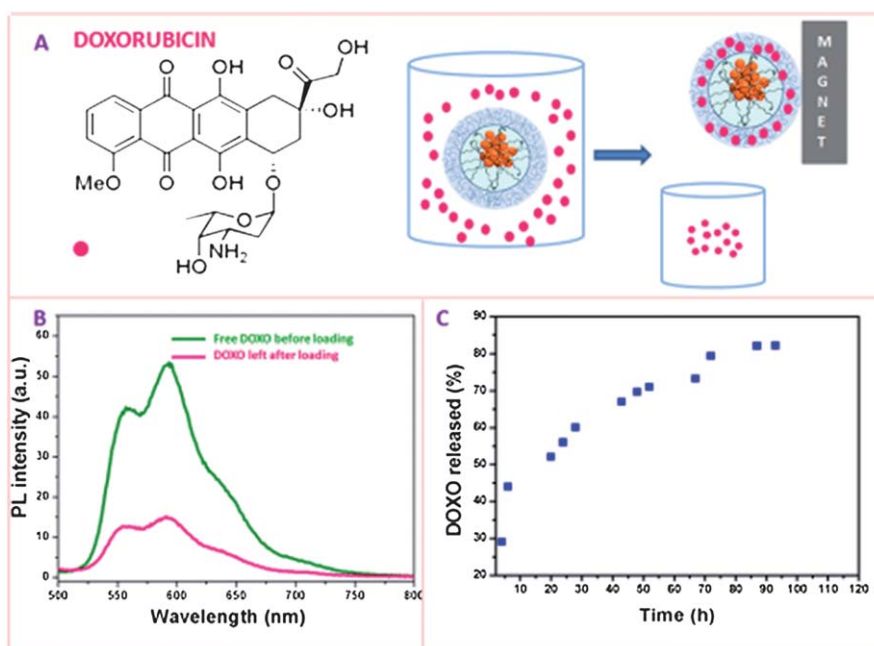 A DOXORUBICIN
OH
O OH O
OH
OH
MeO O OH O
O
NH2
HO
M
A
G
N
E
T
B
Free DOXO before loading
DOXO left after loading
PL intensity (a.u.)
60
50
40
30
20
10
0
500 550 600 650 700 750 800
Wavelength (nm)
C
DOXO released (%)
90
80
70
60
50
40
30
20
10 20 30 40 50 60 70 80 90 100 110 120
Time (h)